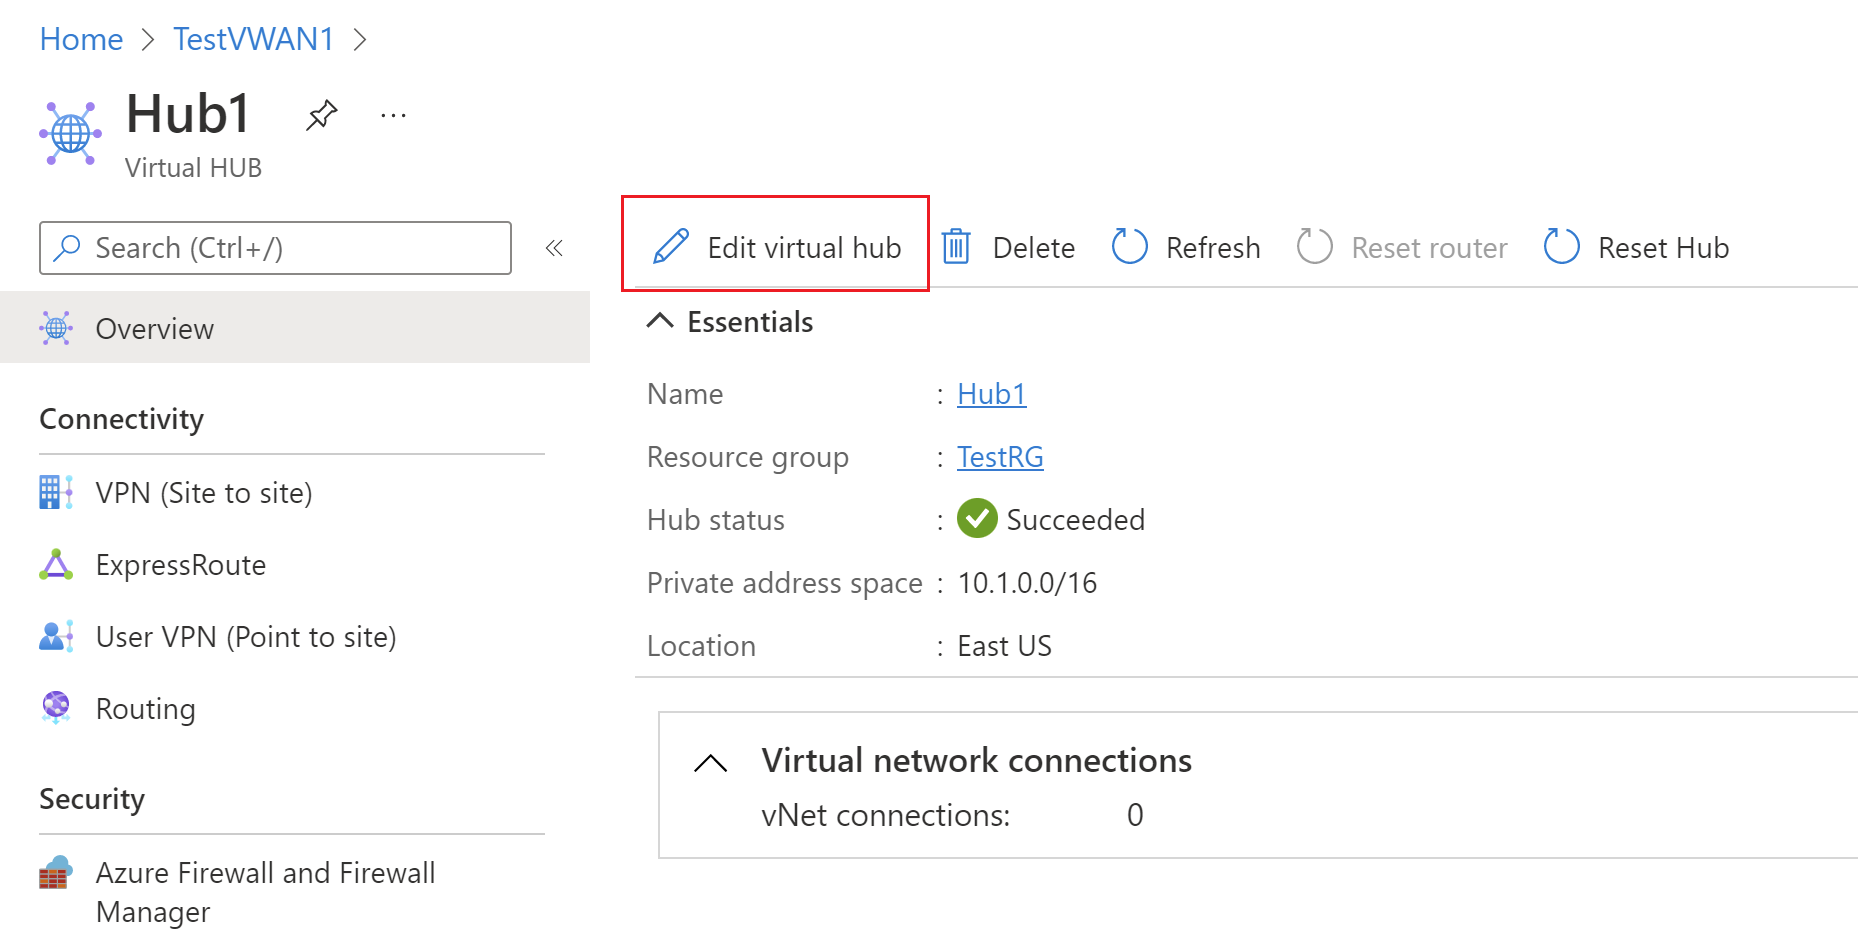 Home > TestVWAN1 >
Hub1 ...
Virtual HUB
Search (Ctrl+/) «
Edit virtual hub Delete Refresh Reset router Reset Hub
Overview
Connectivity
VPN (Site to site)
ExpressRoute
User VPN (Point to site)
Routing
Security
Azure Firewall and Firewall
Manager
Essentials
Name : Hub1
Resource group : TestRG
Hub status : Succeeded
Private address space : 10.1.0.0/16
Location : East US
Virtual network connections
vNet connections: 0